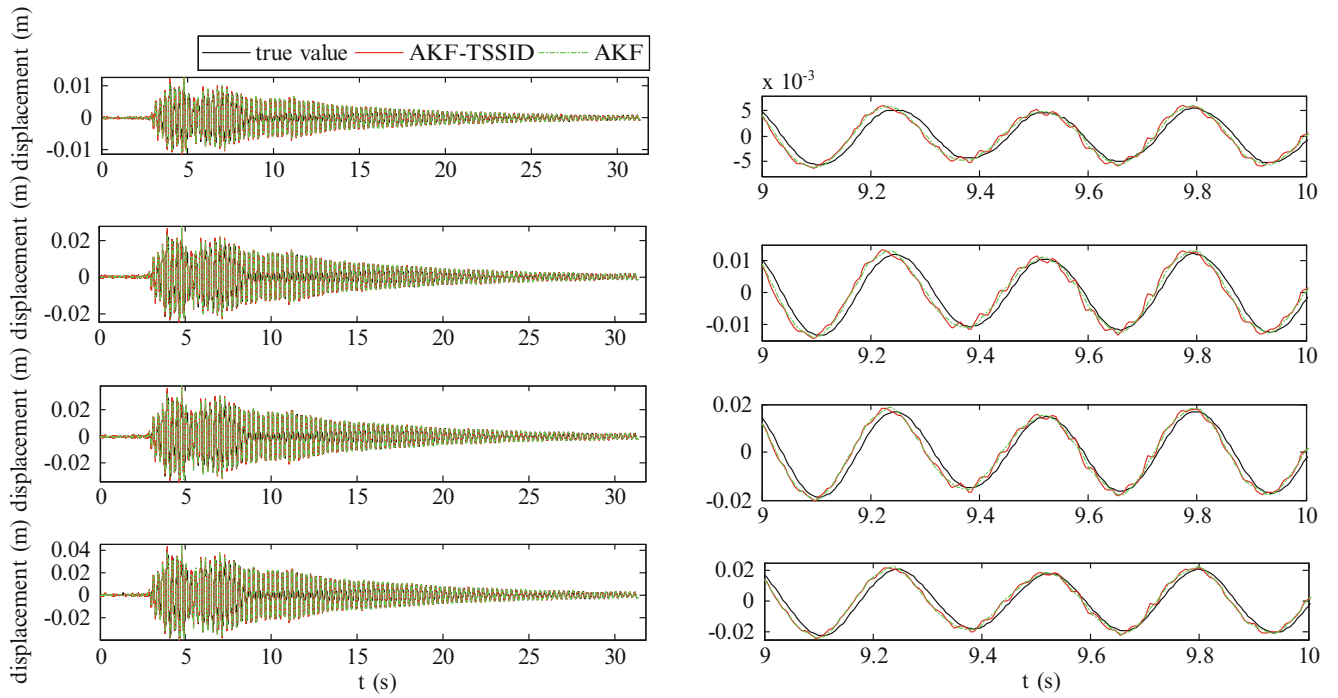 true value AKF-TSSID AKF
displacement (m)
0.01
0
-0.01
0 5 10 15 20 25 30
displacement (m)
0.02
0
-0.02
0 5 10 15 20 25 30
displacement (m)
0.02
0
-0.02
0 5 10 15 20 25 30
displacement (m)
0.04
0.02
0
-0.02
0 5 10 15 20 25 30
t (s)
x 10-3
5
0
-5
9 9.2 9.4 9.6 9.8 10
0.01
0
-0.01
9 9.2 9.4 9.6 9.8 10
0.02
0
-0.02
9 9.2 9.4 9.6 9.8 10
0.02
0
-0.02
9 9.2 9.4 9.6 9.8 10
t (s)